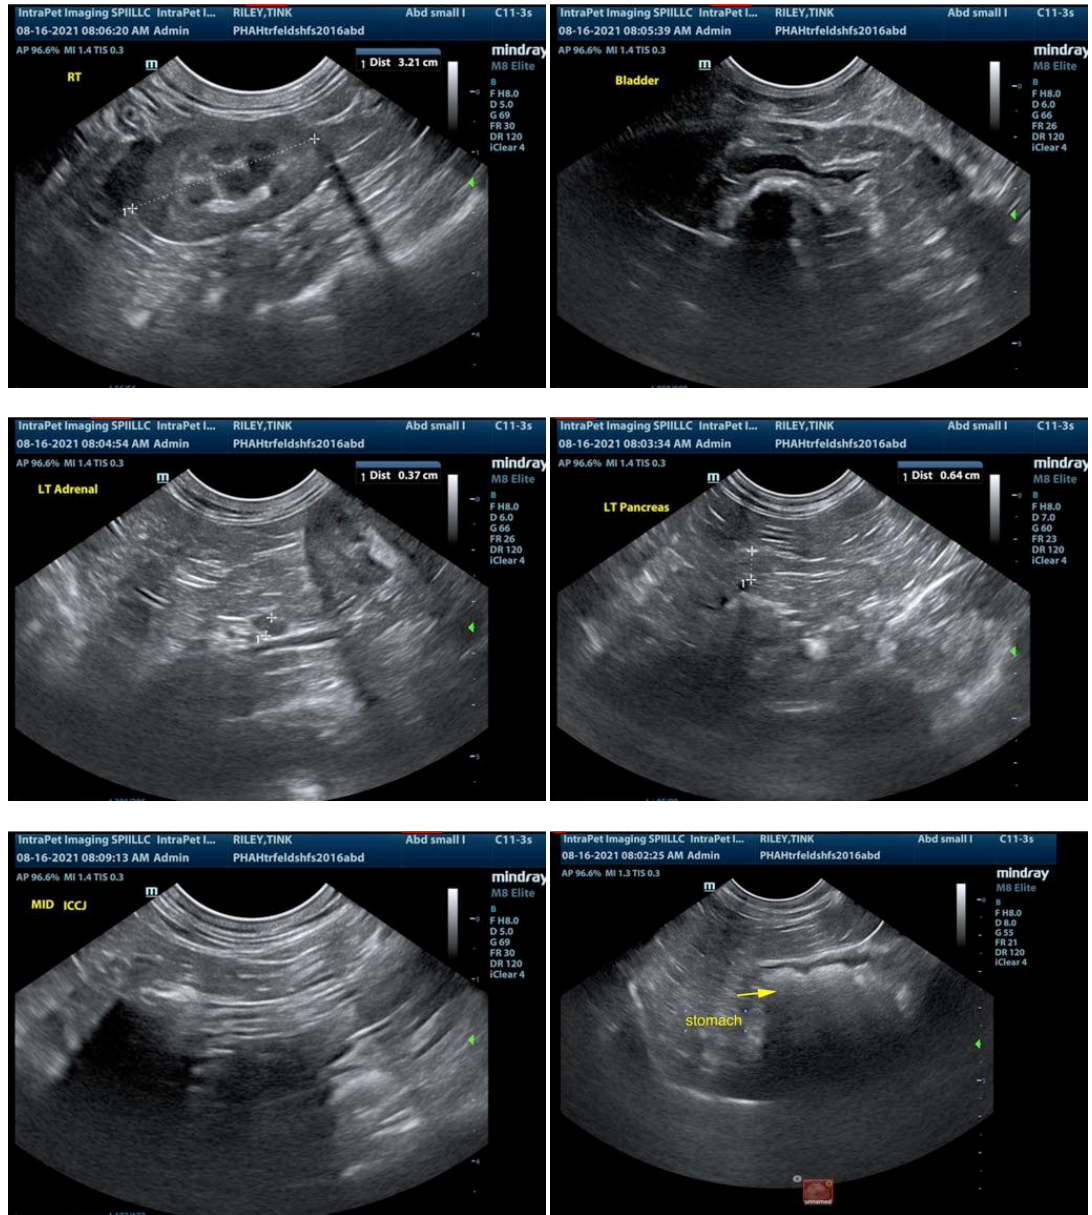 IntraPet Imaging SPIILLC IntraPet I... RILEY,TINK Abd small I C11-3s
08-16-2021 08:06:20 AM Admin PHAHtrfeldshfs2016abd
AP 96.6% MI 1.4 TIS 0.3
m
1 Dist 3.21 cm
mindray
M8 Elite
RT
B
F H8.0
D 5.0
G 69
FR 30
DR 120
iClear 4
IntraPet Imaging SPIILLC IntraPet I... RILEY,TINK Abd small I C11-3s
08-16-2021 08:05:39 AM Admin PHAHtrfeldshfs2016abd
AP 96.6% MI 1.4 TIS 0.3
m
mindray
M8 Elite
Bladder
B
F H8.0
D 6.0
G 66
FR 26
DR 120
iClear 4
IntraPet Imaging SPIILLC IntraPet I... RILEY,TINK Abd small I C11-3s
08-16-2021 08:04:54 AM Admin PHAHtrfeldshfs2016abd
AP 96.6% MI 1.4 TIS 0.3
m
1 Dist 0.37 cm
mindray
M8 Elite
LT Adrenal
B
F H8.0
D 6.0
G 66
FR 26
DR 120
iClear 4
IntraPet Imaging SPIILLC IntraPet I... RILEY,TINK Abd small I C11-3s
08-16-2021 08:03:34 AM Admin PHAHtrfeldshfs2016abd
AP 96.6% MI 1.4 TIS 0.3
m
1 Dist 0.64 cm
mindray
M8 Elite
LT Pancreas
B
F H8.0
D 7.0
G 60
FR 23
DR 120
iClear 4
IntraPet Imaging SPIILLC IntraPet I... RILEY,TINK Abd small I C11-3s
08-16-2021 08:09:13 AM Admin PHAHtrfeldshfs2016abd
AP 96.6% MI 1.4 TIS 0.3
m
mindray
M8 Elite
MID ICCJ
B
F H8.0
D 5.0
G 69
FR 30
DR 120
iClear 4
IntraPet Imaging SPIILLC IntraPet I... RILEY,TINK Abd small I C11-3s
08-16-2021 08:02:25 AM Admin PHAHtrfeldshfs2016abd
AP 96.6% MI 1.3 TIS 0.3
m
mindray
M8 Elite
B
F H8.0
D 8.0
G 55
FR 21
DR 120
iClear 4
stomach
unnamed